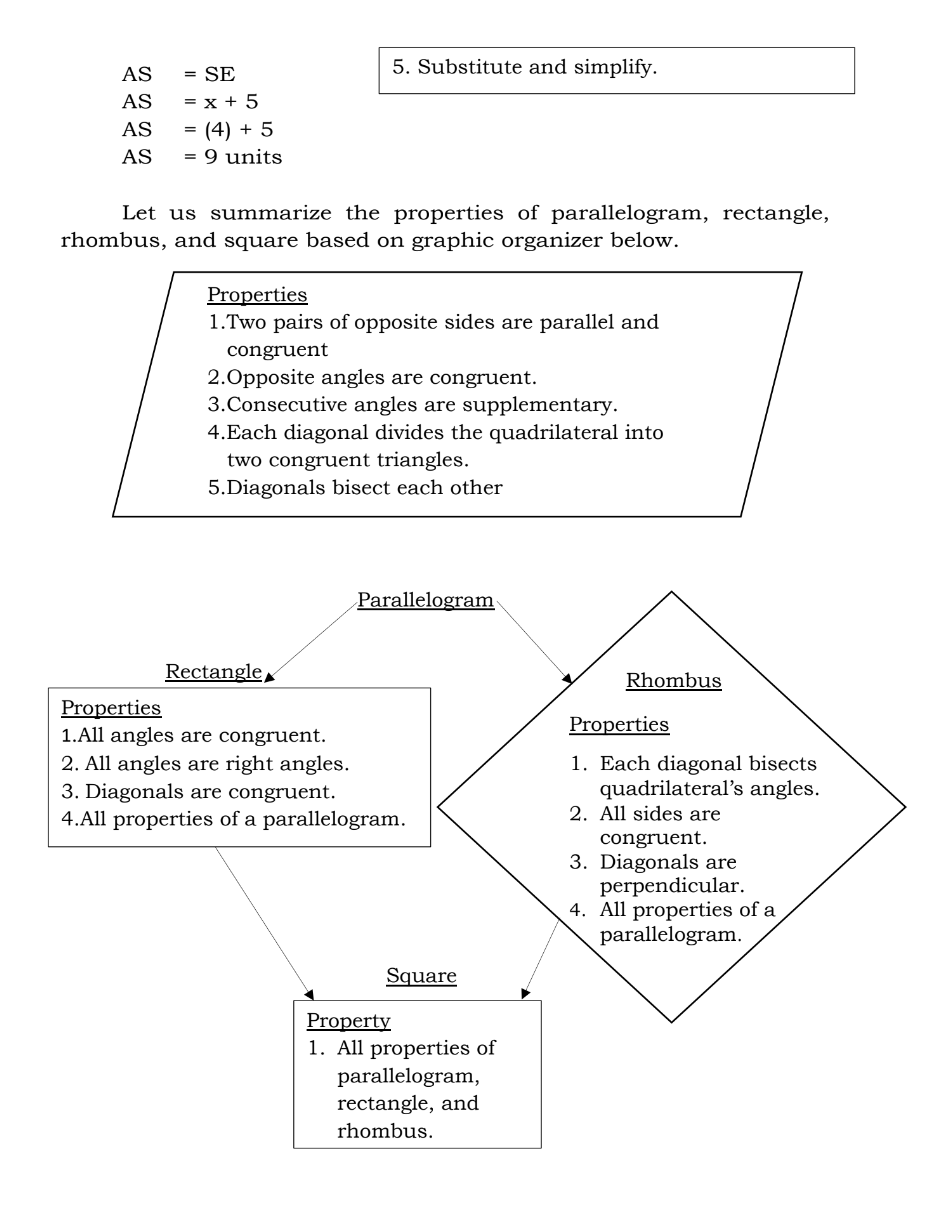 AS = SE
AS = x + 5
AS = (4) + 5
AS = 9 units
5. Substitute and simplify.
Let us summarize the properties of parallelogram, rectangle,
rhombus, and square based on graphic organizer below.
Properties
1.Two pairs of opposite sides are parallel and
congruent
2.Opposite angles are congruent.
3.Consecutive angles are supplementary.
4.Each diagonal divides the quadrilateral into
two congruent triangles.
5.Diagonals bisect each other
Parallelogram
Rectangle
Properties
1.All angles are congruent.
2. All angles are right angles.
3. Diagonals are congruent.
4.All properties of a parallelogram.
Rhombus
Properties
1. Each diagonal bisects
quadrilateral’s angles.
2. All sides are
congruent.
3. Diagonals are
perpendicular.
4. All properties of a
parallelogram.
Square
Property
1. All properties of
parallelogram,
rectangle, and
rhombus.